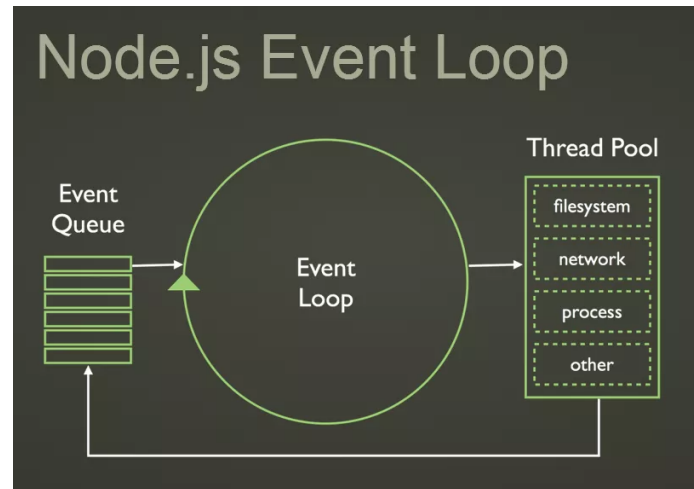 Node.js Event Loop
Event
Queue
Event
Loop
Thread Pool
filesystem
network
process
other